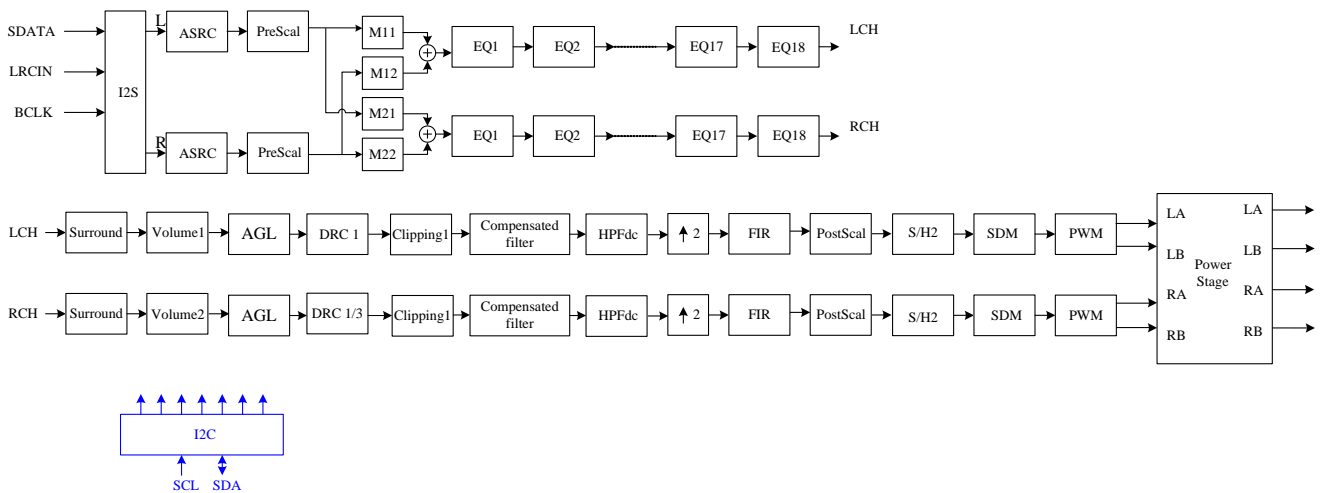 SDATA
LRCIN
BCLK
I2S
L
ASRC
PreScal
M11
M12
EQ1
EQ2
EQ17
EQ18
LCH
R
ASRC
PreScal
M21
M22
EQ1
EQ2
EQ17
EQ18
RCH
LCH
Surround
Volume1
AGL
DRC 1
Clipping1
Compensated
filter
HPFdc
2
FIR
PostScal
S/H2
SDM
PWM
RCH
Surround
Volume2
AGL
DRC 1/3
Clipping1
Compensated
filter
HPFdc
2
FIR
PostScal
S/H2
SDM
PWM
LA
LB
RA
RB
Power
Stage
LA
LB
RA
RB
I2C
SCL
SDA